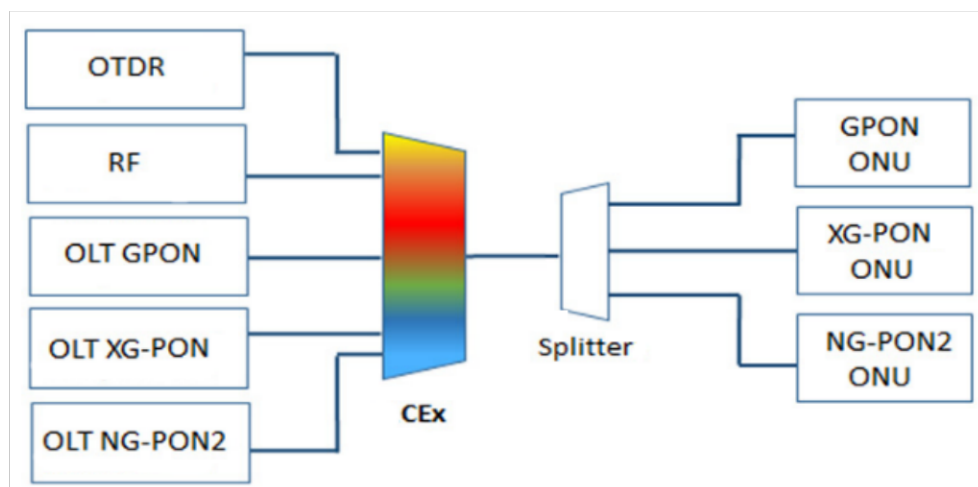 OTDR
RF
OLT GPON
OLT XG-PON
OLT NG-PON2
CEx
Splitter
GPON
ONU
XG-PON
ONU
NG-PON2
ONU